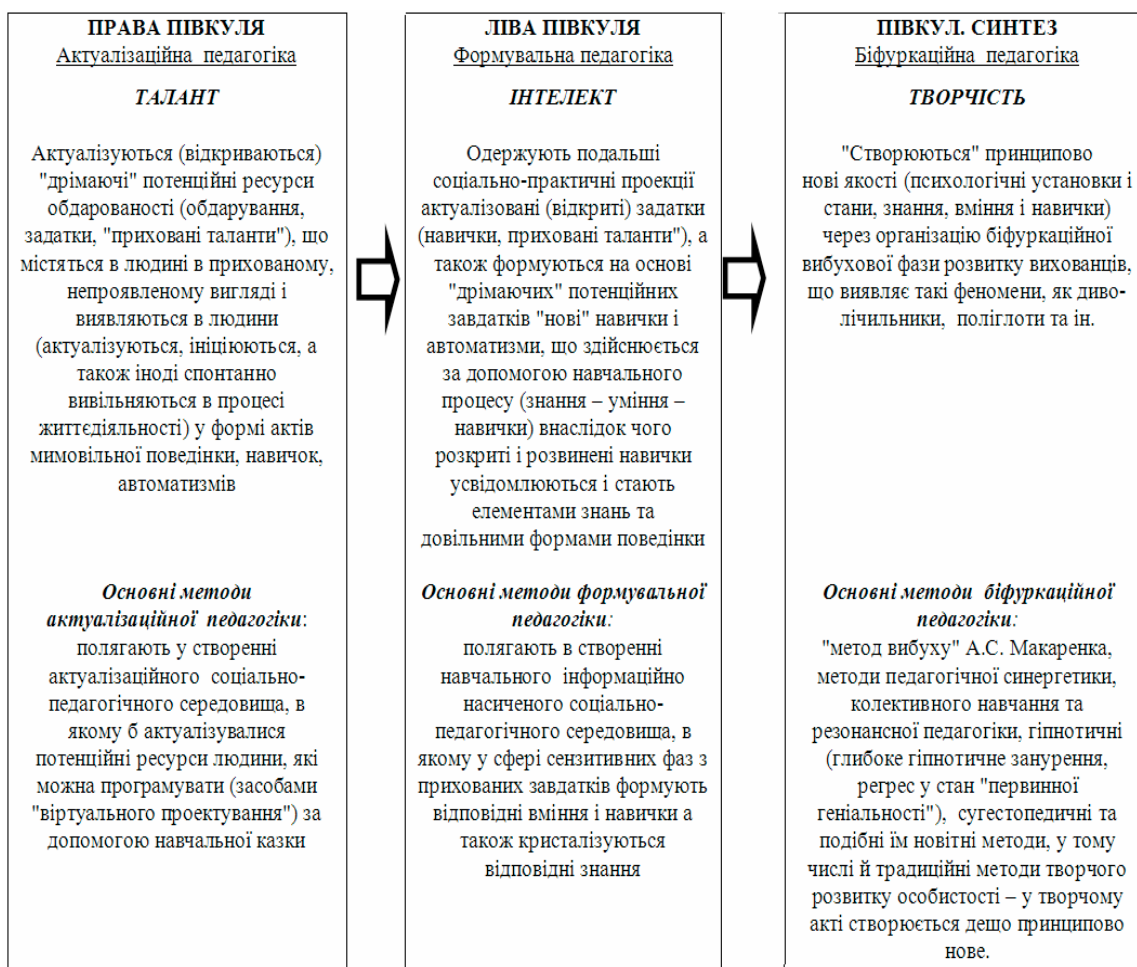 ПРАВА ПІВКУЛЯ
Актуалізаційна педагогіка
ТАЛАНТ
Актуалізуються (відкриваються)
"дрімаючі" потенційні ресурси
обдарованості (обдарування,
задатки, "приховані таланти"), що
містяться в людині в прихованому,
непроявленому вигляді і
виявляються в людини
(актуалізуються, ініціюються, а
також іноді спонтанно
вивільняються в процесі
життєдіяльності) у формі актів
мимовільної поведінки, навичок,
автоматизмів
Основні методи
актуалізаційної педагогіки:
полягають у створенні
актуалізаційного соціально-
педагогічного середовища, в
якому б актуалізувалися
потенційні ресурси людини, які
можна програмувати (засобами
"віртуального проектування") за
допомогою навчальної казки
ЛІВА ПІВКУЛЯ
Формувальна педагогіка
ІНТЕЛЕКТ
Одержують подальші
соціально-практичні проекції
актуалізовані (відкриті) задатки
(навички, приховані таланти"), а
також формуються на основі
"дрімаючих" потенційних
завдатків "нові" навички і
автоматизми, що здійснюється
за допомогою навчального
процесу (знання – уміння –
навички) внаслідок чого
розкриті і розвинені навички
усвідомлюються і стають
елементами знань та
довільними формами поведінки
Основні методи формувальної
педагогіки:
полягають в створенні
навчального інформаційно
насиченого соціально-
педагогічного середовища, в
якому у сфері сензитивних фаз з
прихованих завдатків формують
відповідні вміння і навички а
також кристалізуються
відповідні знання
ПІВКУЛ. СИНТЕЗ
Біфуркаційна педагогіка
ТВОРЧІСТЬ
"Створюються" принципово
нові якості (психологічні установки і
стани, знання, вміння і навички)
через організацію біфуркаційної
вибухової фази розвитку вихованців,
що виявляє такі феномени, як диво-
лічильники, поліглоти та ін.
Основні методи біфуркаційної
педагогіки:
"метод вибуху" А.С. Макаренка,
методи педагогічної синергетики,
колективного навчання та
резонансної педагогіки, гіпнотичні
(глибоке гіпнотичне занурення,
регрес у стан "первинної
геніальності"), сугестопедичні та
подібні їм новітні методи, у тому
числі й традиційні методи творчого
розвитку особистості – у творчому
акті створюється дещо принципово
нове.